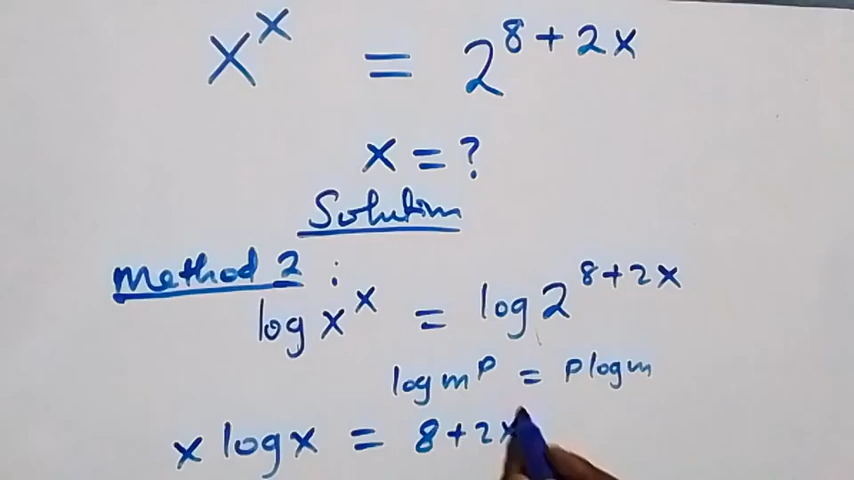 x^x = 2^{8+2x}
x = ?
Solution
Method 2 :
log x^x = log 2^{8+2x}
log m^p = p log m
x log x = 8 + 2x